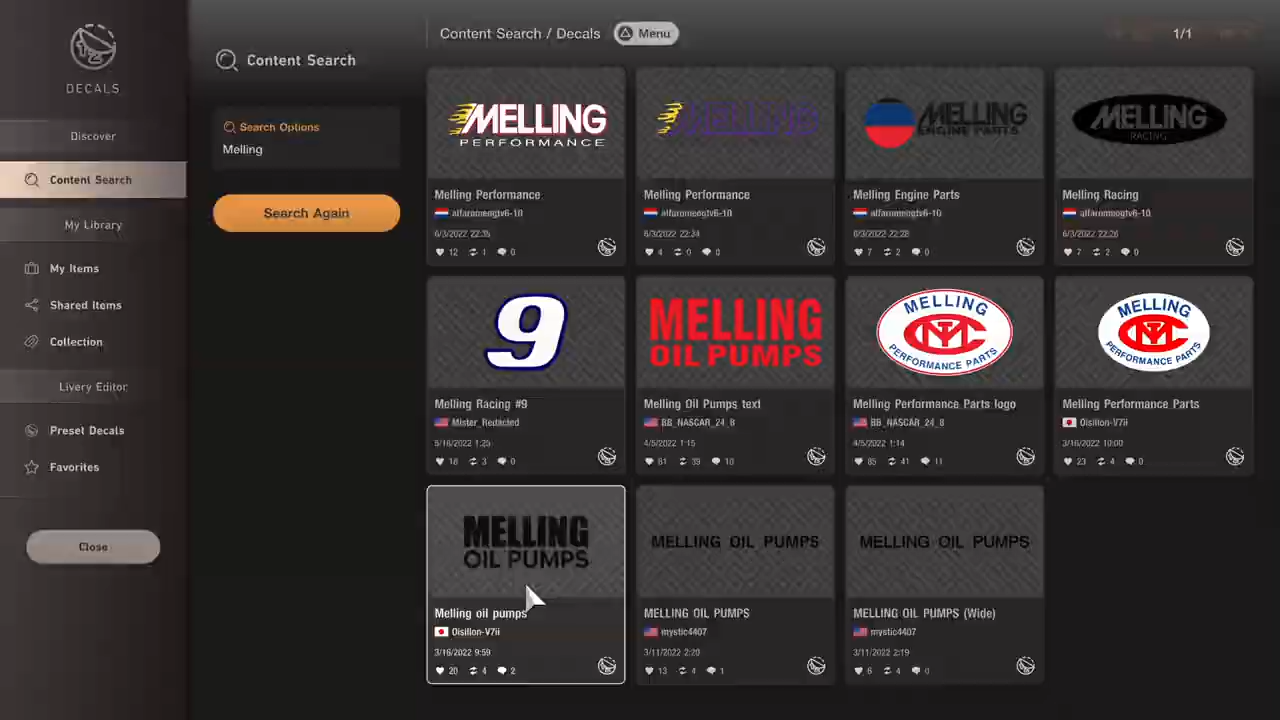 DECALS
Discover
Content Search
My Library
My Items
Shared Items
Collection
Livery Editor
Preset Decals
Favorites
Close
Content Search
Search Options
Melling
Search Again
Content Search / Decals
Menu
1/1
MELLING
PERFORMANCE
Melling Performance
alfaromeogtv6-10
6/3/2022 22:35
12 1 0
MELLING
Melling Performance
alfaromeogtv6-10
6/3/2022 22:34
4 0 0
MELLING
ENGINE PARTS
Melling Engine Parts
alfaromeogtv6-10
6/3/2022 22:28
7 2 0
MELLING
RACING
Melling Racing
alfaromeogtv6-10
6/3/2022 22:26
7 2 0
9
Melling Racing #9
Mister_Redacted
5/16/2022 1:25
18 3 0
MELLING
OIL PUMPS
Melling Oil Pumps text
BB_NASCAR_24_8
4/5/2022 1:15
81 39 10
MELLING
PERFORMANCE PARTS
Melling Performance Parts logo
BB_NASCAR_24_8
4/5/2022 1:14
85 41 11
MELLING
PERFORMANCE PARTS
Melling Performance Parts
Oisillon-V7ii
3/16/2022 10:00
23 4 0
MELLING
OIL PUMPS
Melling oil pumps
Oisillon-V7ii
3/16/2022 9:59
20 4 2
MELLING OIL PUMPS
MELLING OIL PUMPS
mystic4407
3/11/2022 2:20
13 4 1
MELLING OIL PUMPS
MELLING OIL PUMPS (Wide)
mystic4407
3/11/2022 2:19
6 4 0